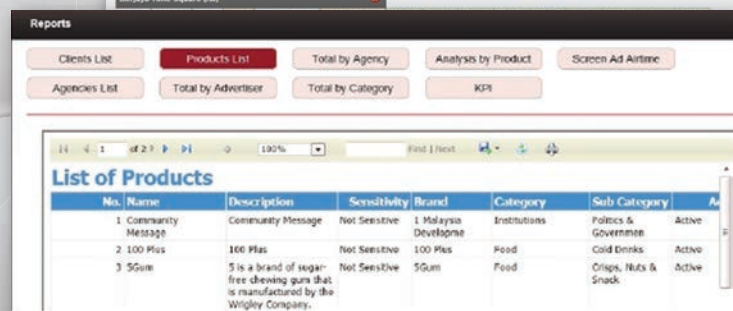 Reports
Clients List Products List Total by Agency Analysis by Product Screen Ad Airtime
Agencies List Total by Advertiser Total by Category KPI
1 of 2 ? 100% Find | Next
List of Products
No. Name Description Sensitivity Brand Category Sub Category
1 Community Community Message Not Sensitive 1 Malaysia Institutions Politics & Active
Message Developme Governmen
2 100 Plus 100 Plus Not Sensitive 100 Plus Food Cold Drinks Active
3 5Gum 5 is a brand of sugar- Not Sensitive 5Gum Food Crisps, Nuts & Active
free chewing gum that Snack
is manufactured by the
Wrigley Company.